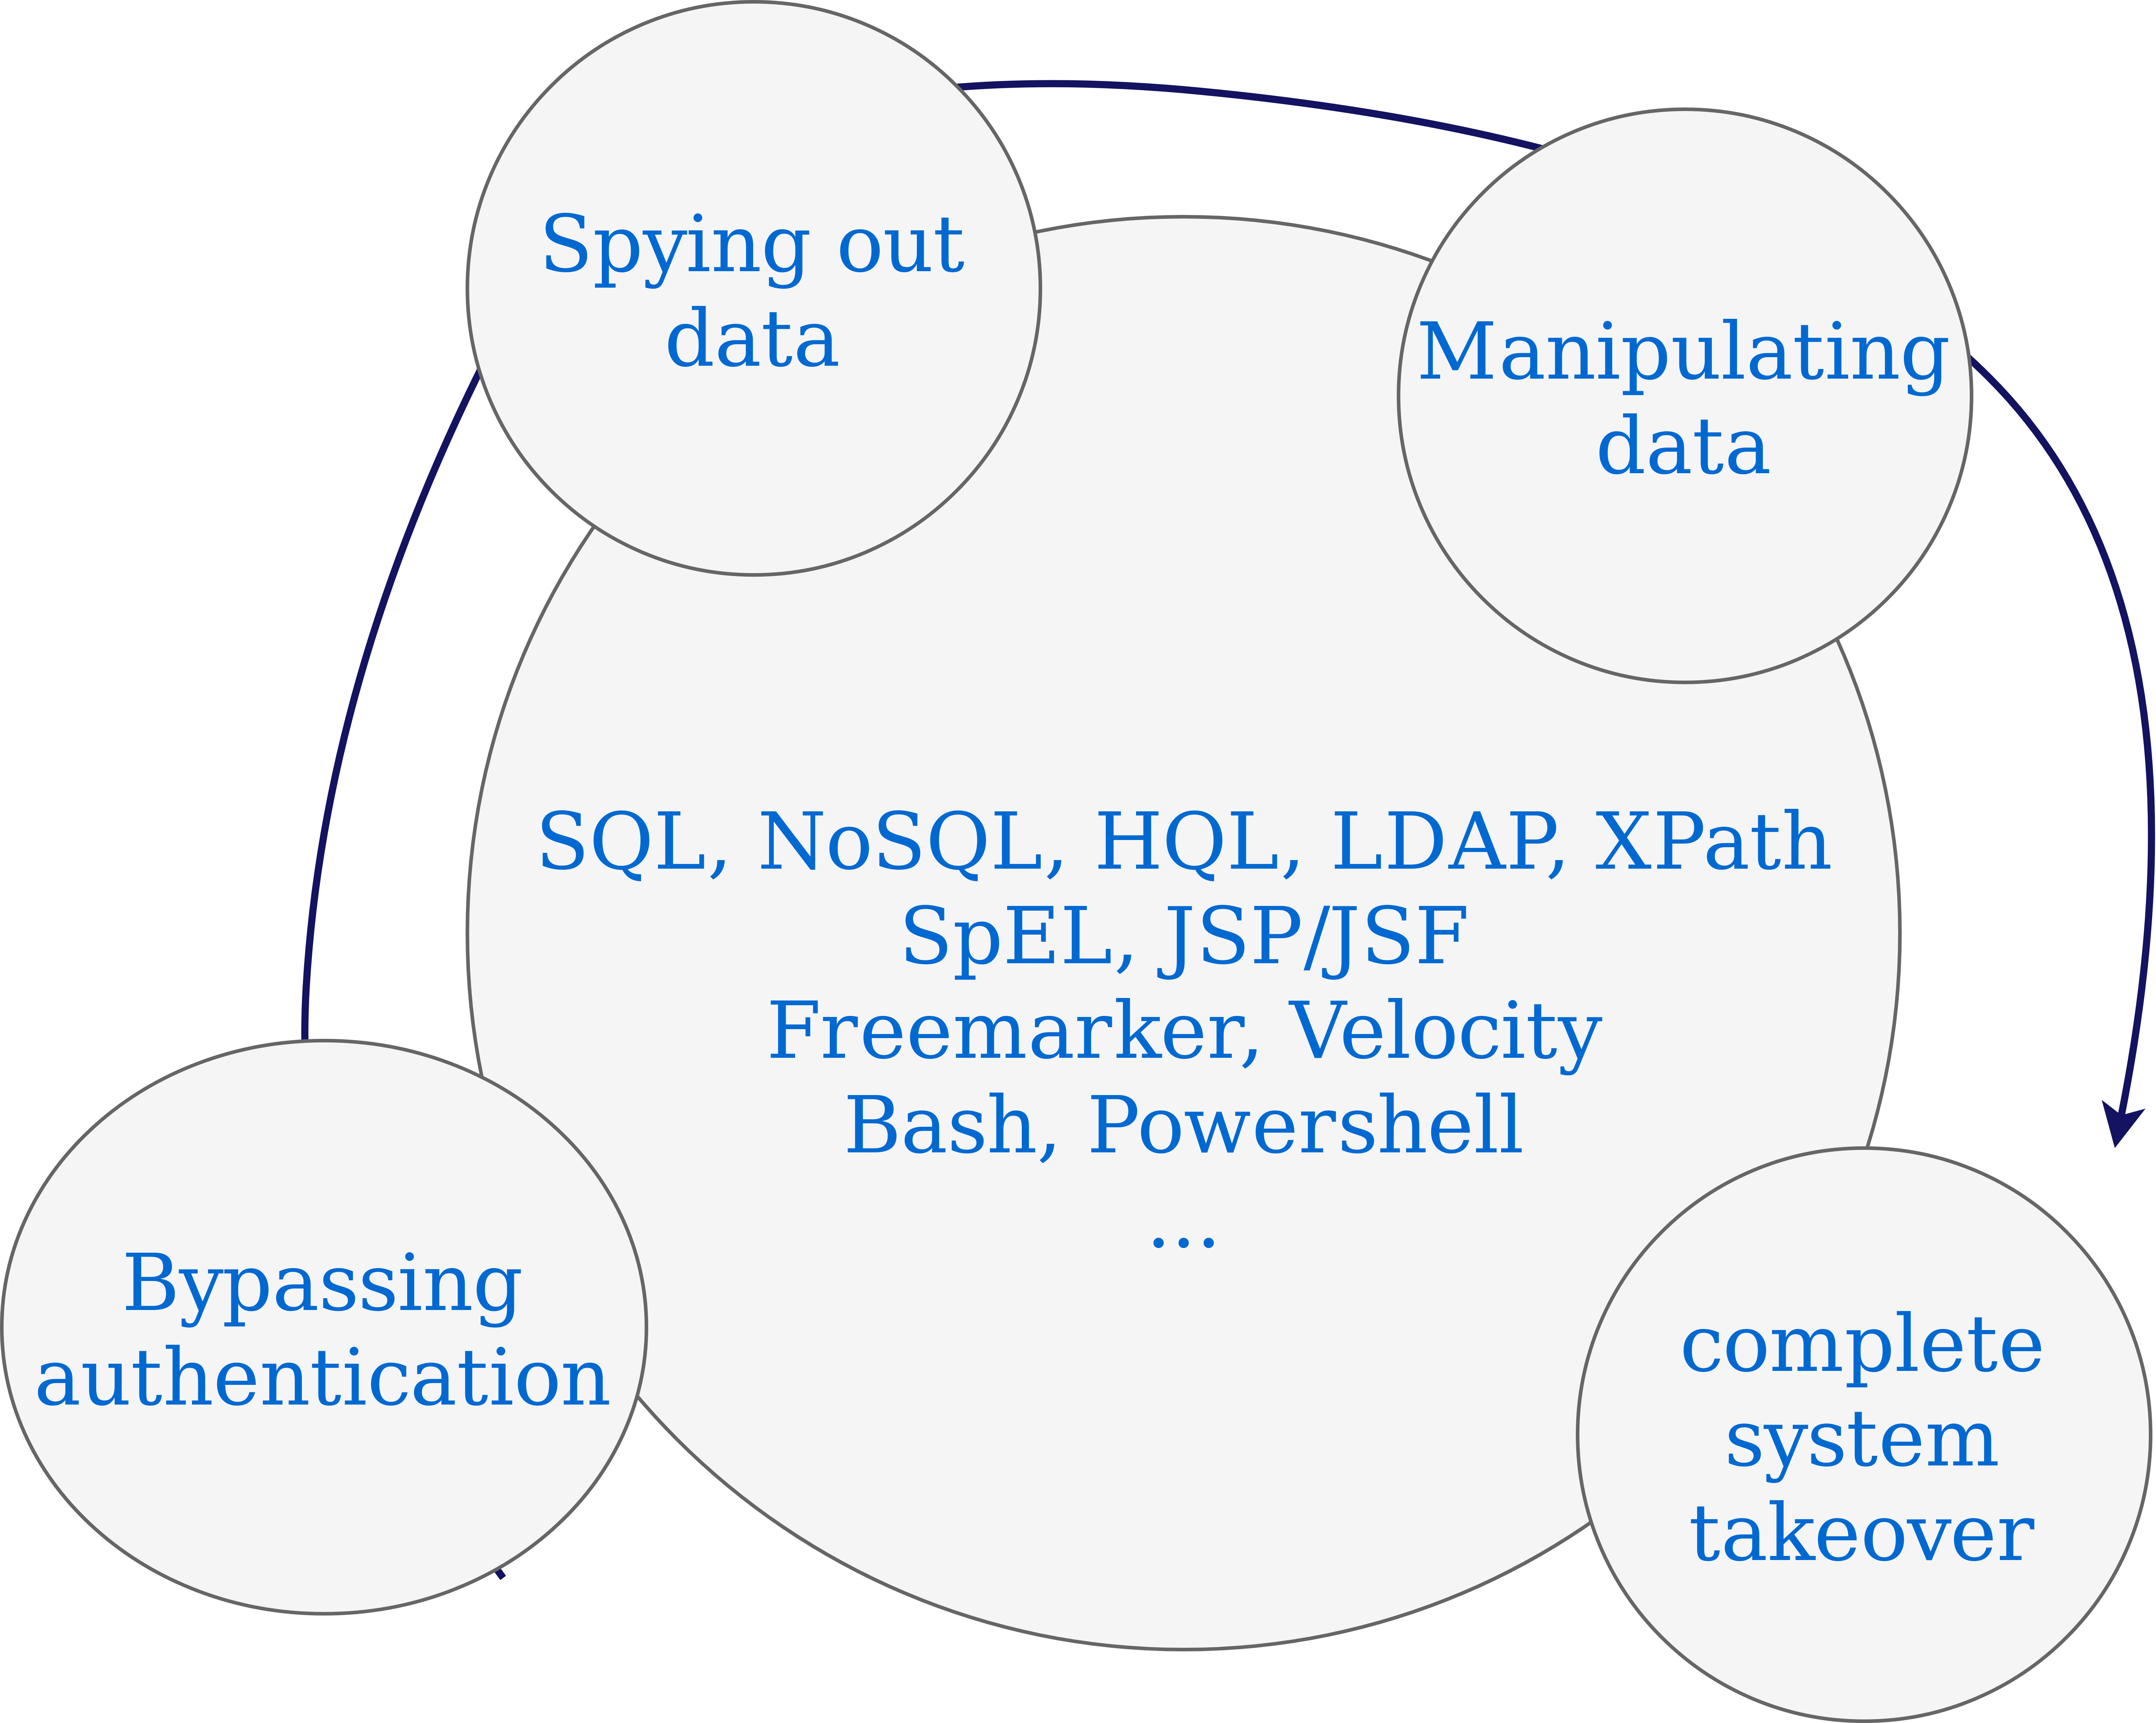 Spying out
data
Manipulating
data
SQL, NoSQL, HQL, LDAP, XPath
SpEL, JSP/JSF
Freemarker, Velocity
Bash, Powershell
...
Bypassing
authentication
complete
system
takeover